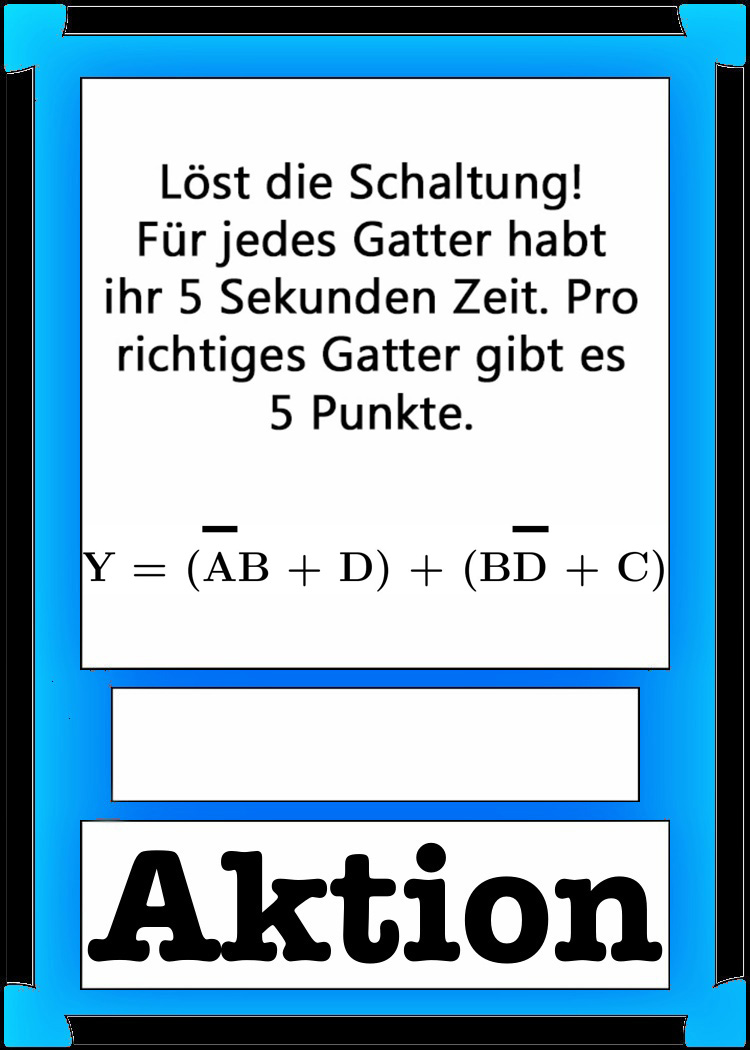 Löst die Schaltung!
Für jedes Gatter habt
ihr 5 Sekunden Zeit. Pro
richtiges Gatter gibt es
5 Punkte.
Y = (A̅B + D) + (BD̅ + C)
Aktion